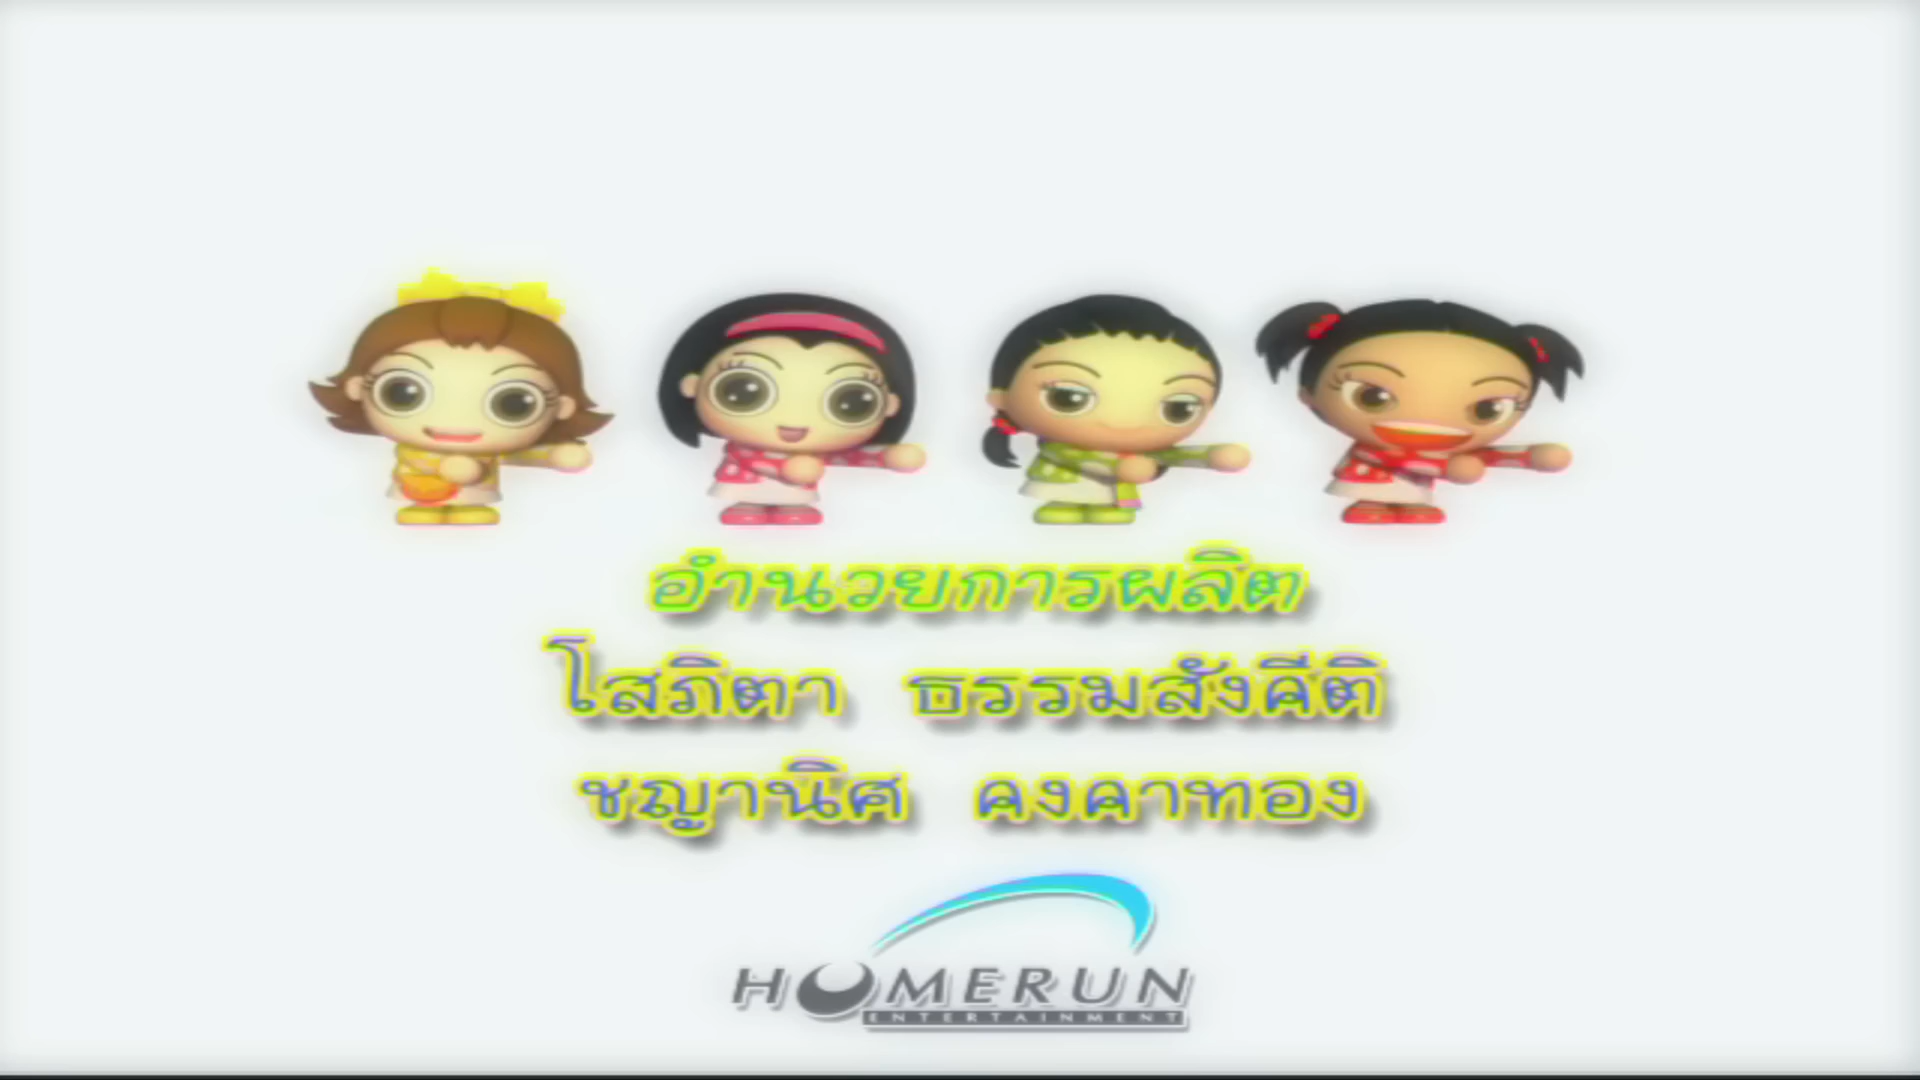 อำนวยการผลิต
โสภิตา ธรรมสังคีติ
ชญานิศ คงคาทอง
HOMERUN
ENTERTAINMENT